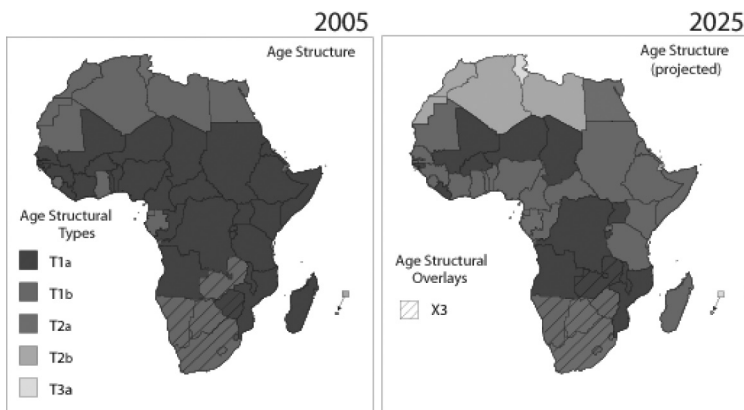 2005
Age Structure
Age Structural
Types
T1a
T1b
T2a
T2b
T3a
2025
Age Structure
(projected)
Age Structural
Overlays
X3